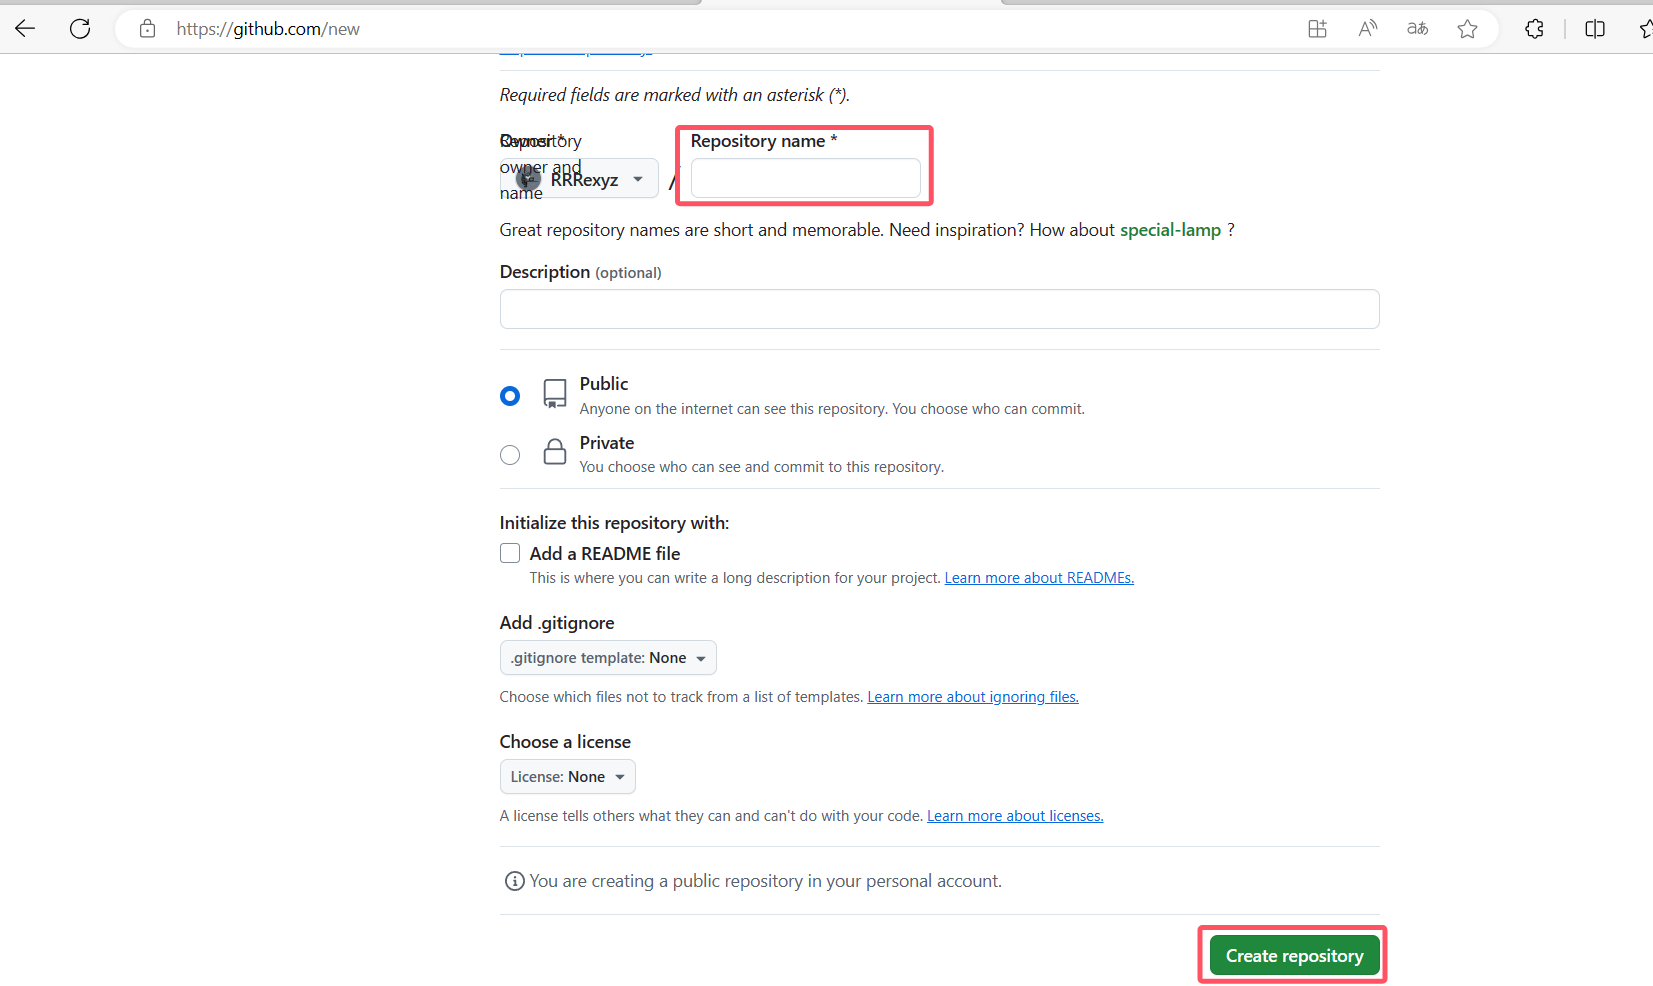 https://github.com/new
Required fields are marked with an asterisk (*).
Owner *
Repository owner and name
RRRexyz
/
Repository name *
Great repository names are short and memorable. Need inspiration? How about special-lamp ?
Description (optional)
Public
Anyone on the internet can see this repository. You choose who can commit.
Private
You choose who can see and commit to this repository.
Initialize this repository with:
Add a README file
This is where you can write a long description for your project. Learn more about READMEs.
Add .gitignore
.gitignore template: None
Choose which files not to track from a list of templates. Learn more about ignoring files.
Choose a license
License: None
A license tells others what they can and can't do with your code. Learn more about licenses.
You are creating a public repository in your personal account.
Create repository